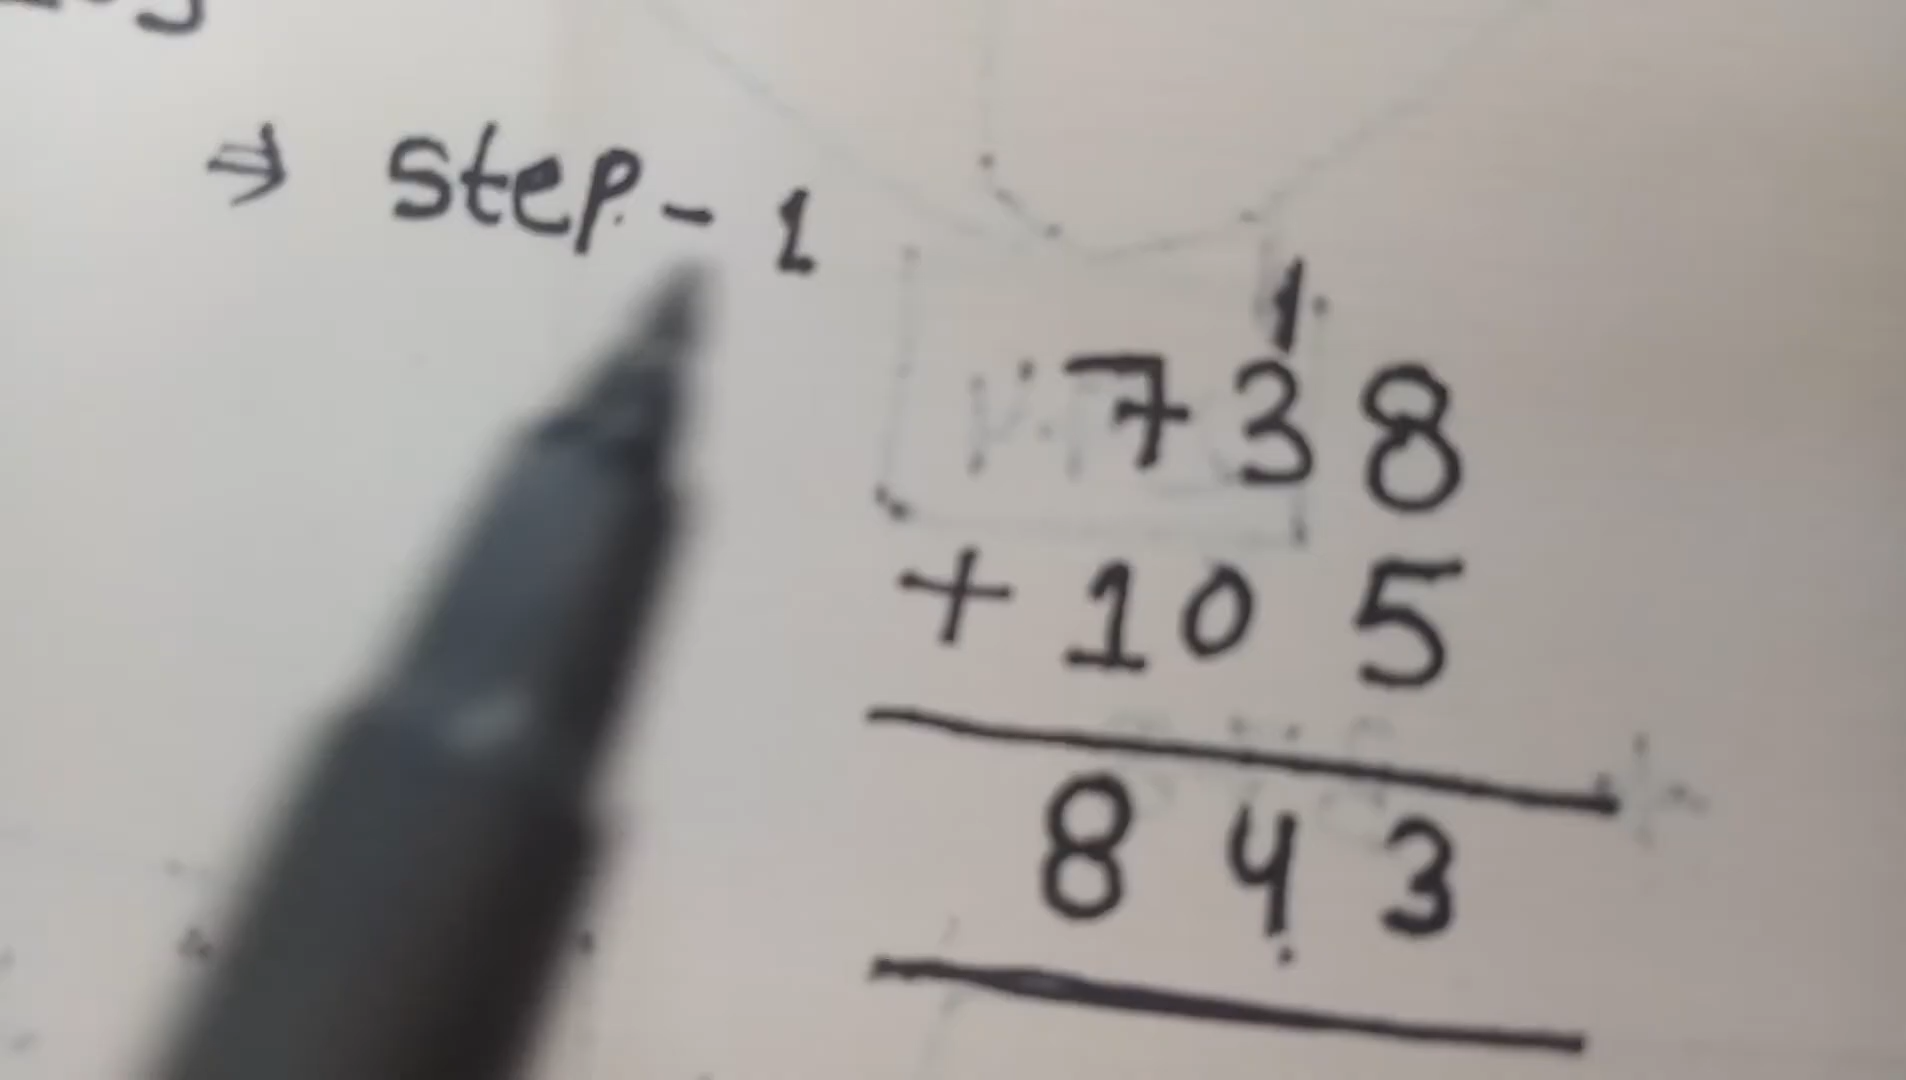 ⇒ step - 1
1
738
+ 105
843